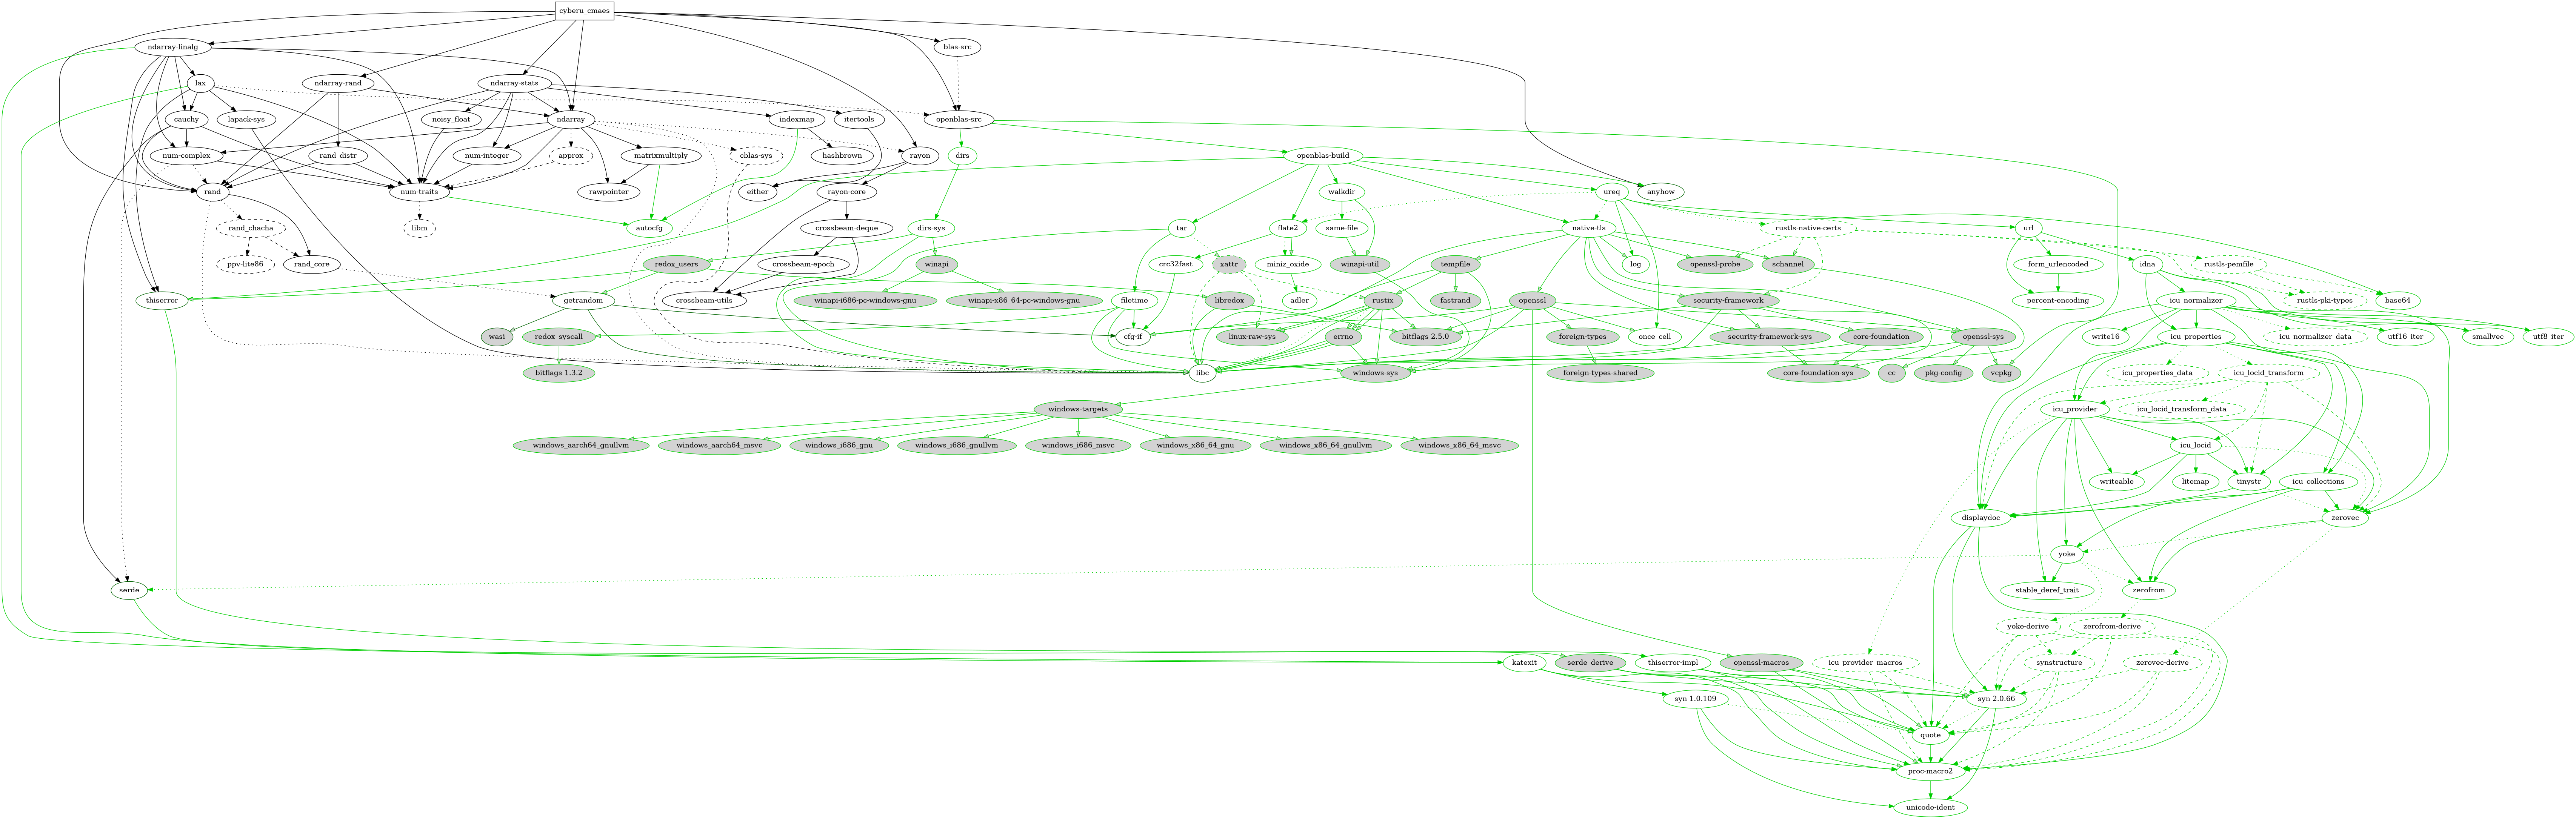 cyberu_cmaes
ndarray-linalg
blas-src
lax
ndarray-rand
ndarray-stats
cauchy
lapack-sys
noisy_float
ndarray
indexmap
itertools
openblas-src
num-complex
rand_distr
num-integer
approx
matrixmultiply
cblas-sys
hashbrown
rayon
dirs
openblas-build
rand
num-traits
rawpointer
either
rayon-core
walkdir
ureq
anyhow
rand_chacha
libm
autocfg
crossbeam-deque
dirs-sys
tar
flate2
same-file
native-tls
rustls-native-certs
url
ppv-lite86
rand_core
redox_users
crossbeam-epoch
winapi
crc32fast
xattr
miniz_oxide
winapi-util
tempfile
log
openssl-probe
schannel
form_urlencoded
idna
rustls-pemfile
thiserror
getrandom
crossbeam-utils
winapi-i686-pc-windows-gnu
winapi-x86_64-pc-windows-gnu
filetime
libredox
adler
rustix
fastrand
openssl
security-framework
percent-encoding
icu_normalizer
rustls-pki-types
base64
wasi
redox_syscall
cfg-if
linux-raw-sys
errno
bitflags 2.5.0
foreign-types
once_cell
security-framework-sys
core-foundation
openssl-sys
write16
icu_properties
icu_normalizer_data
utf16_iter
smallvec
utf8_iter
bitflags 1.3.2
libc
windows-sys
foreign-types-shared
core-foundation-sys
cc
pkg-config
vcpkg
icu_properties_data
icu_locid_transform
windows-targets
icu_provider
icu_locid_transform_data
windows_aarch64_gnullvm
windows_aarch64_msvc
windows_i686_gnu
windows_i686_gnullvm
windows_i686_msvc
windows_x86_64_gnu
windows_x86_64_gnullvm
windows_x86_64_msvc
icu_locid
writeable
litemap
tinystr
icu_collections
displaydoc
zerovec
yoke
serde
stable_deref_trait
zerofrom
yoke-derive
zerofrom-derive
katexit
serde_derive
thiserror-impl
openssl-macros
icu_provider_macros
synstructure
zerovec-derive
syn 1.0.109
syn 2.0.66
quote
proc-macro2
unicode-ident